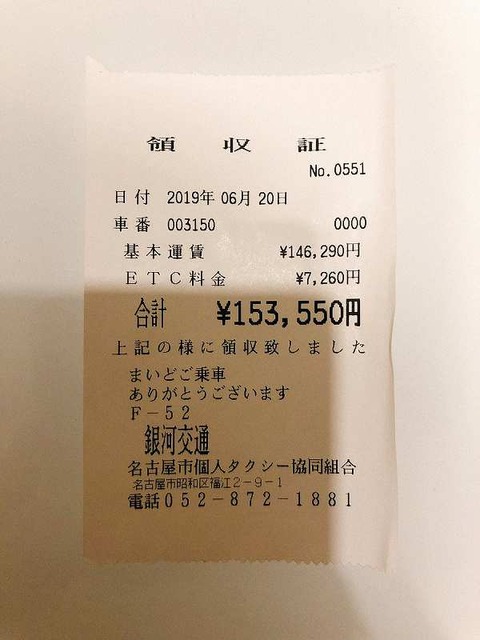 領収証
No.0551
日付 2019年 06月 20日
車番 003150 0000
基本運賃 ¥146,290円
ETC料金 ¥7,260円
合計 ¥153,550円
上記の様に領収致しました
まいどご乗車
ありがとうございます
F-52
銀河交通
名古屋市個人タクシー協同組合
名古屋市昭和区福江2-9-1
電話052-872-1881